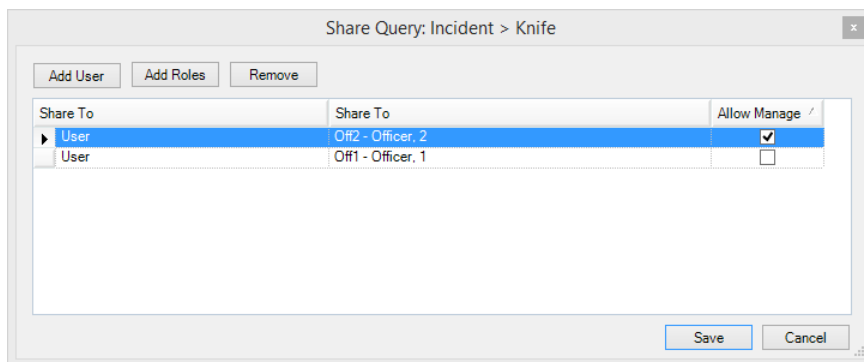 Share Query: Incident > Knife
x
Add User Add Roles Remove
Share To Share To Allow Manage
User Off2 - Officer, 2
User Off1 - Officer, 1
Save Cancel